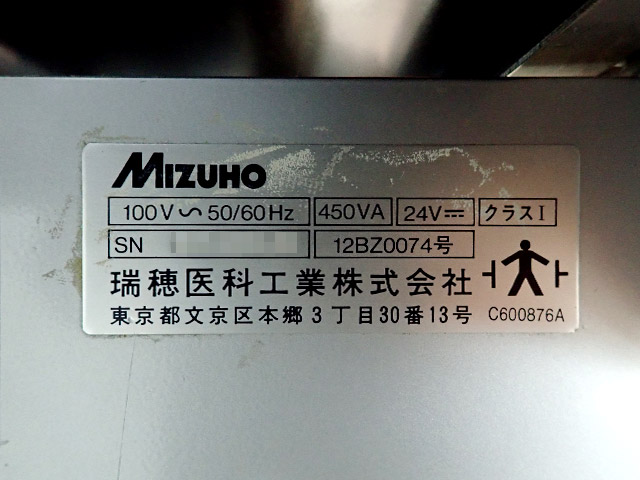 MIZUHO
100V〜50/60Hz 450VA 24V⎓ クラスI
SN 12BZ0074号
瑞穂医科工業株式会社
東京都文京区本郷3丁目30番13号 C600876A